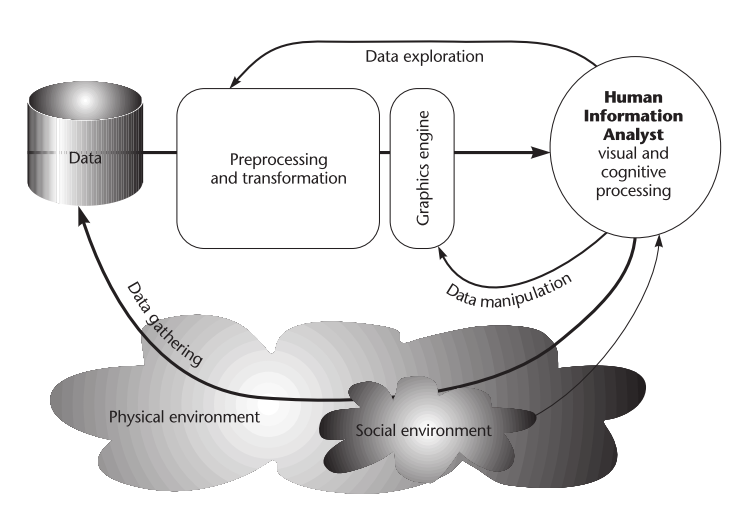 Data exploration
Human
Information
Analyst
visual and
cognitive
processing
Data
Preprocessing
and transformation
Graphics engine
Data manipulation
Data gathering
Physical environment
Social environment